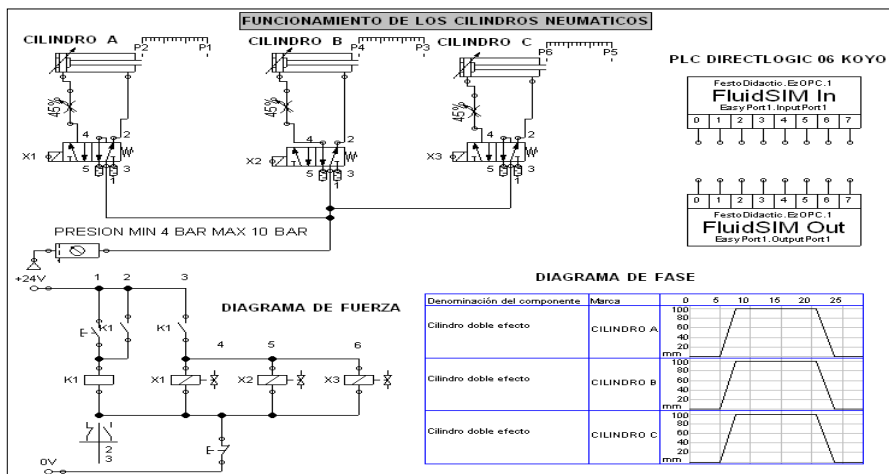 FUNCIONAMIENTO DE LOS CILINDROS NEUMATICOS
CILINDRO A
P2
P1
CILINDRO B
P4
P3
CILINDRO C
P6
P5
PLC DIRECTLOGIC 06 KOYO
FestoDidactic.EzOPC.1
FluidSIM In
EasyPort1.InputPort1
0 1 2 3 4 5 6 7
45%
45%
45%
4 2
4 2
4 2
X1
X2
X3
5 3
1
5 3
1
5 3
1
0 1 2 3 4 5 6 7
FestoDidactic.EzOPC.1
FluidSIM Out
EasyPort1.OutputPort1
PRESION MIN 4 BAR MAX 10 BAR
+24V
1 2 3
DIAGRAMA DE FUERZA
E K1 K1
4 5 6
K1 X1 X2 X3
2
3
E
0V
DIAGRAMA DE FASE
Denominación del componente Marca 0 5 10 15 20 25
Cilindro doble efecto CILINDRO A
100
80
60
40
20
mm
Cilindro doble efecto CILINDRO B
100
80
60
40
20
mm
Cilindro doble efecto CILINDRO C
100
80
60
40
20
mm